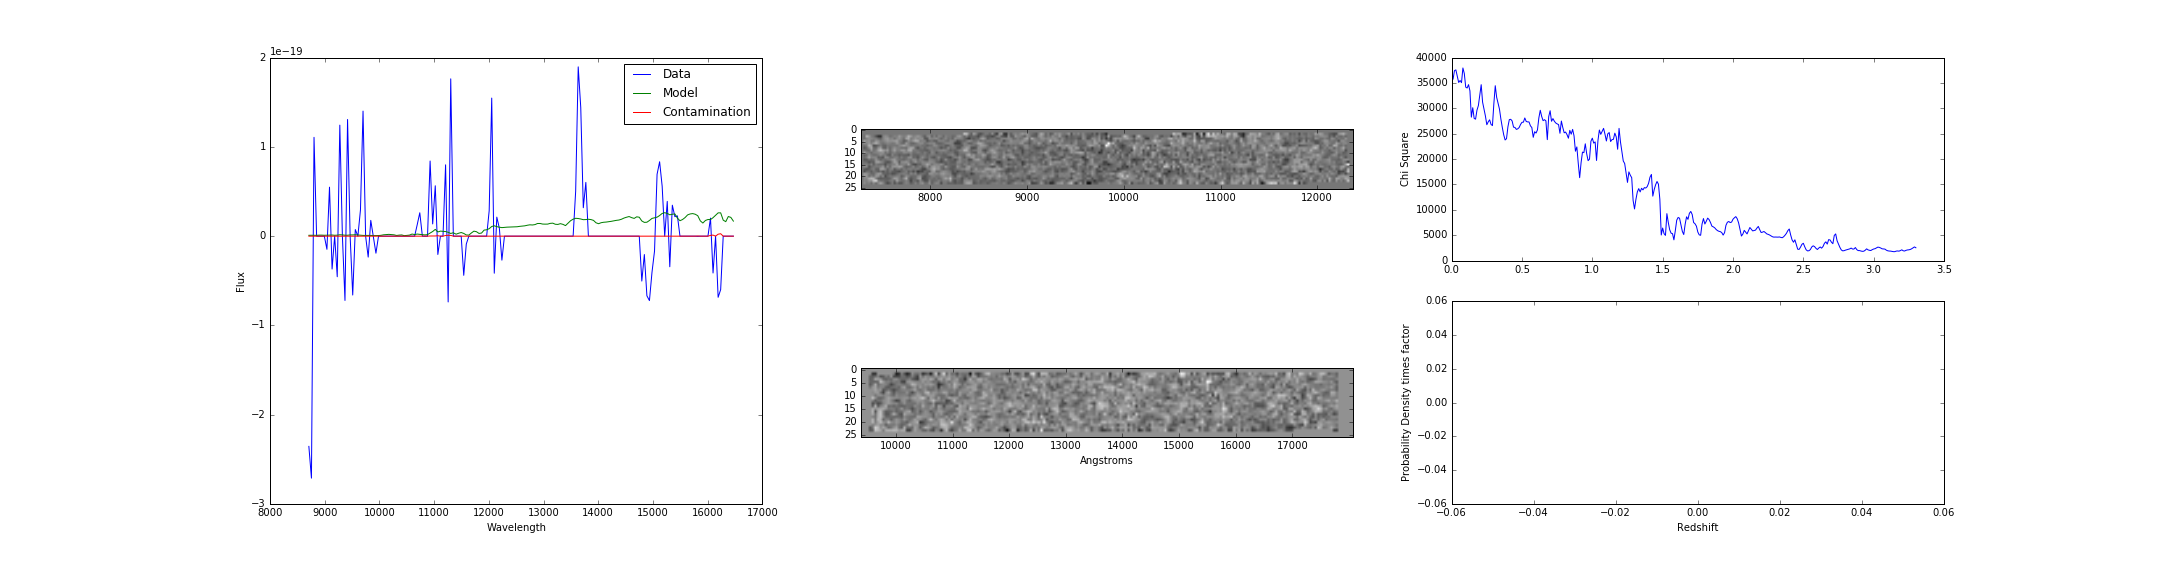 1e−19
2
1
0
−1
−2
−3
8000 9000 10000 11000 12000 13000 14000 15000 16000 17000
Wavelength
Flux
Data
Model
Contamination
0
5
10
15
20
25
8000 9000 10000 11000 12000
0
5
10
15
20
25
10000 11000 12000 13000 14000 15000 16000 17000
Angstroms
40000
35000
30000
25000
20000
15000
10000
5000
0
0.0 0.5 1.0 1.5 2.0 2.5 3.0 3.5
Chi Square
0.06
0.04
0.02
0.00
−0.02
−0.04
−0.06
−0.06 −0.04 −0.02 0.00 0.02 0.04 0.06
Redshift
Probability Density times factor